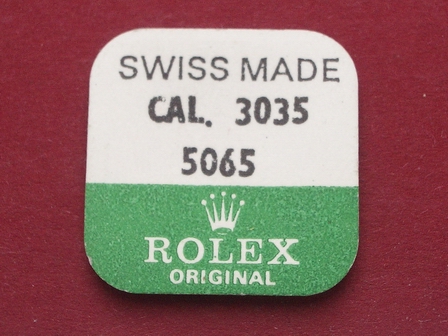 SWISS MADE
CAL. 3035
5065
ROLEX
ORIGINAL